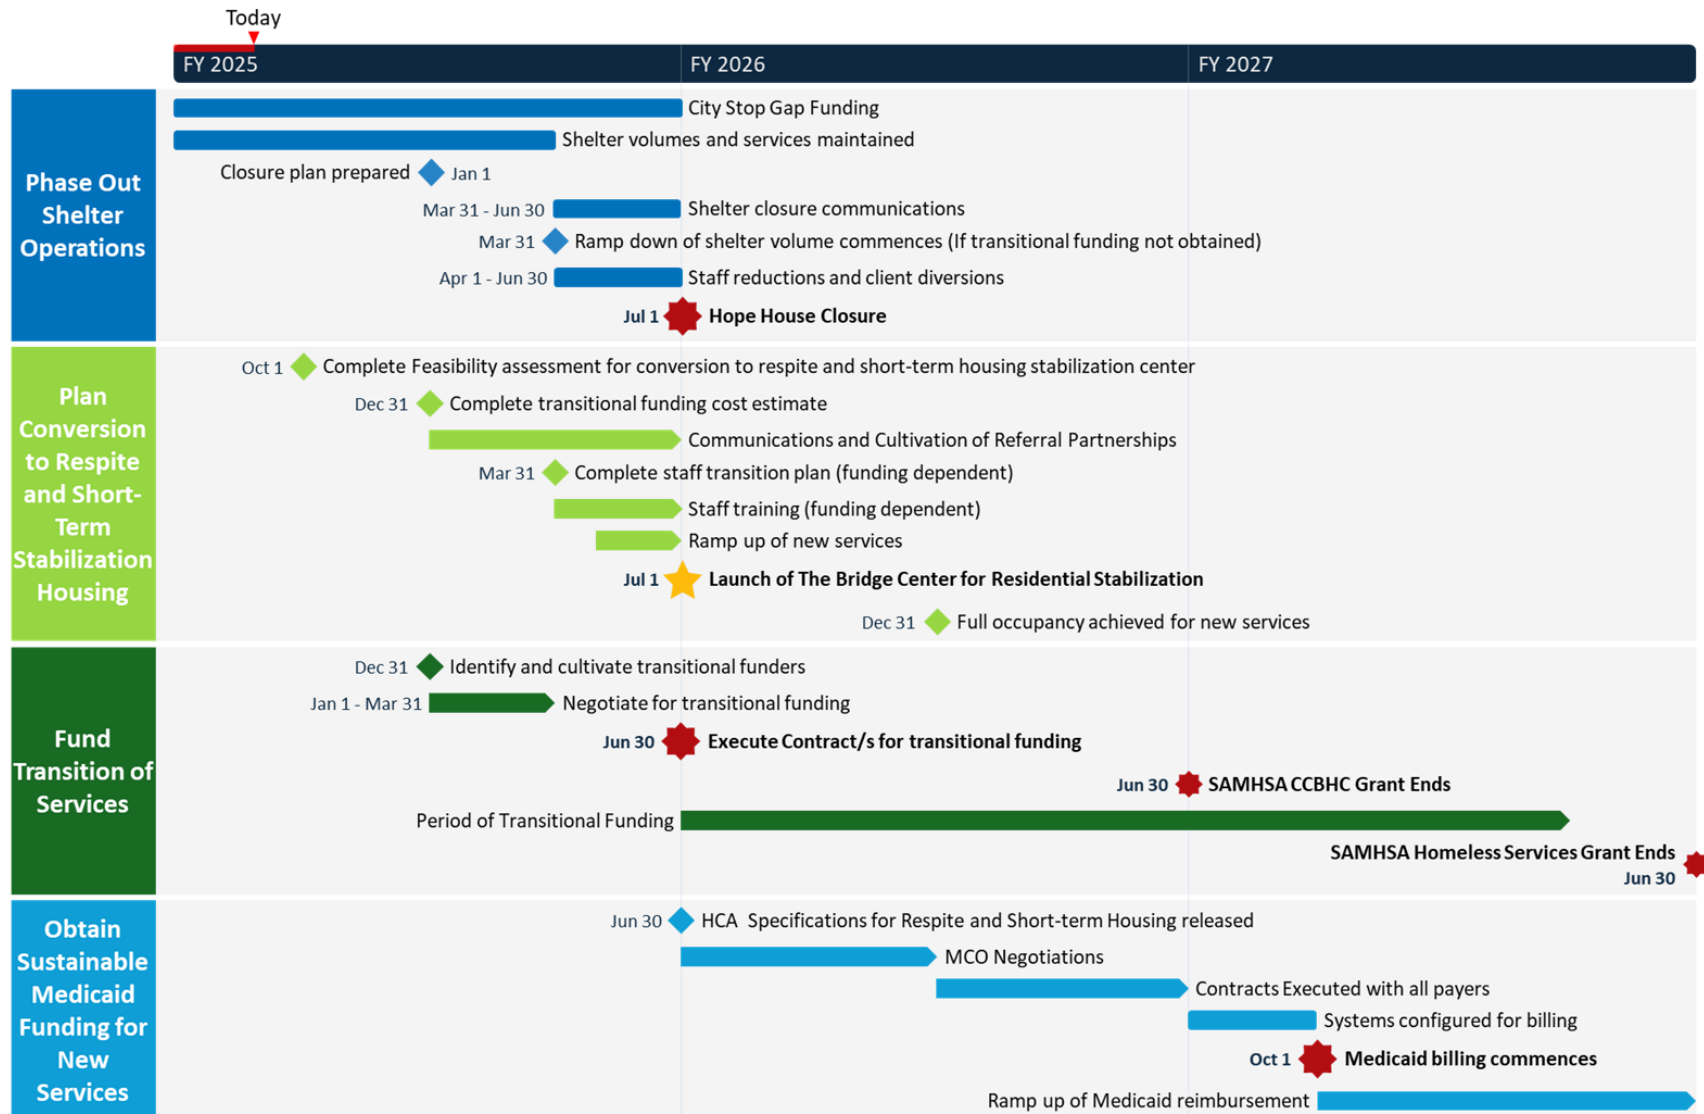 Today
FY 2025 FY 2026 FY 2027
Phase Out
Shelter
Operations
City Stop Gap Funding
Shelter volumes and services maintained
Closure plan prepared Jan 1
Mar 31 - Jun 30 Shelter closure communications
Mar 31 Ramp down of shelter volume commences (If transitional funding not obtained)
Apr 1 - Jun 30 Staff reductions and client diversions
Jul 1 Hope House Closure
Plan
Conversion
to Respite
and Short-
Term
Stabilization
Housing
Oct 1 Complete Feasibility assessment for conversion to respite and short-term housing stabilization center
Dec 31 Complete transitional funding cost estimate
Communications and Cultivation of Referral Partnerships
Mar 31 Complete staff transition plan (funding dependent)
Staff training (funding dependent)
Ramp up of new services
Jul 1 Launch of The Bridge Center for Residential Stabilization
Dec 31 Full occupancy achieved for new services
Fund
Transition of
Services
Dec 31 Identify and cultivate transitional funders
Jan 1 - Mar 31 Negotiate for transitional funding
Jun 30 Execute Contract/s for transitional funding
Jun 30 SAMHSA CCBHC Grant Ends
Period of Transitional Funding
SAMHSA Homeless Services Grant Ends
Jun 30
Obtain
Sustainable
Medicaid
Funding for
New
Services
Jun 30 HCA Specifications for Respite and Short-term Housing released
MCO Negotiations
Contracts Executed with all payers
Systems configured for billing
Oct 1 Medicaid billing commences
Ramp up of Medicaid reimbursement